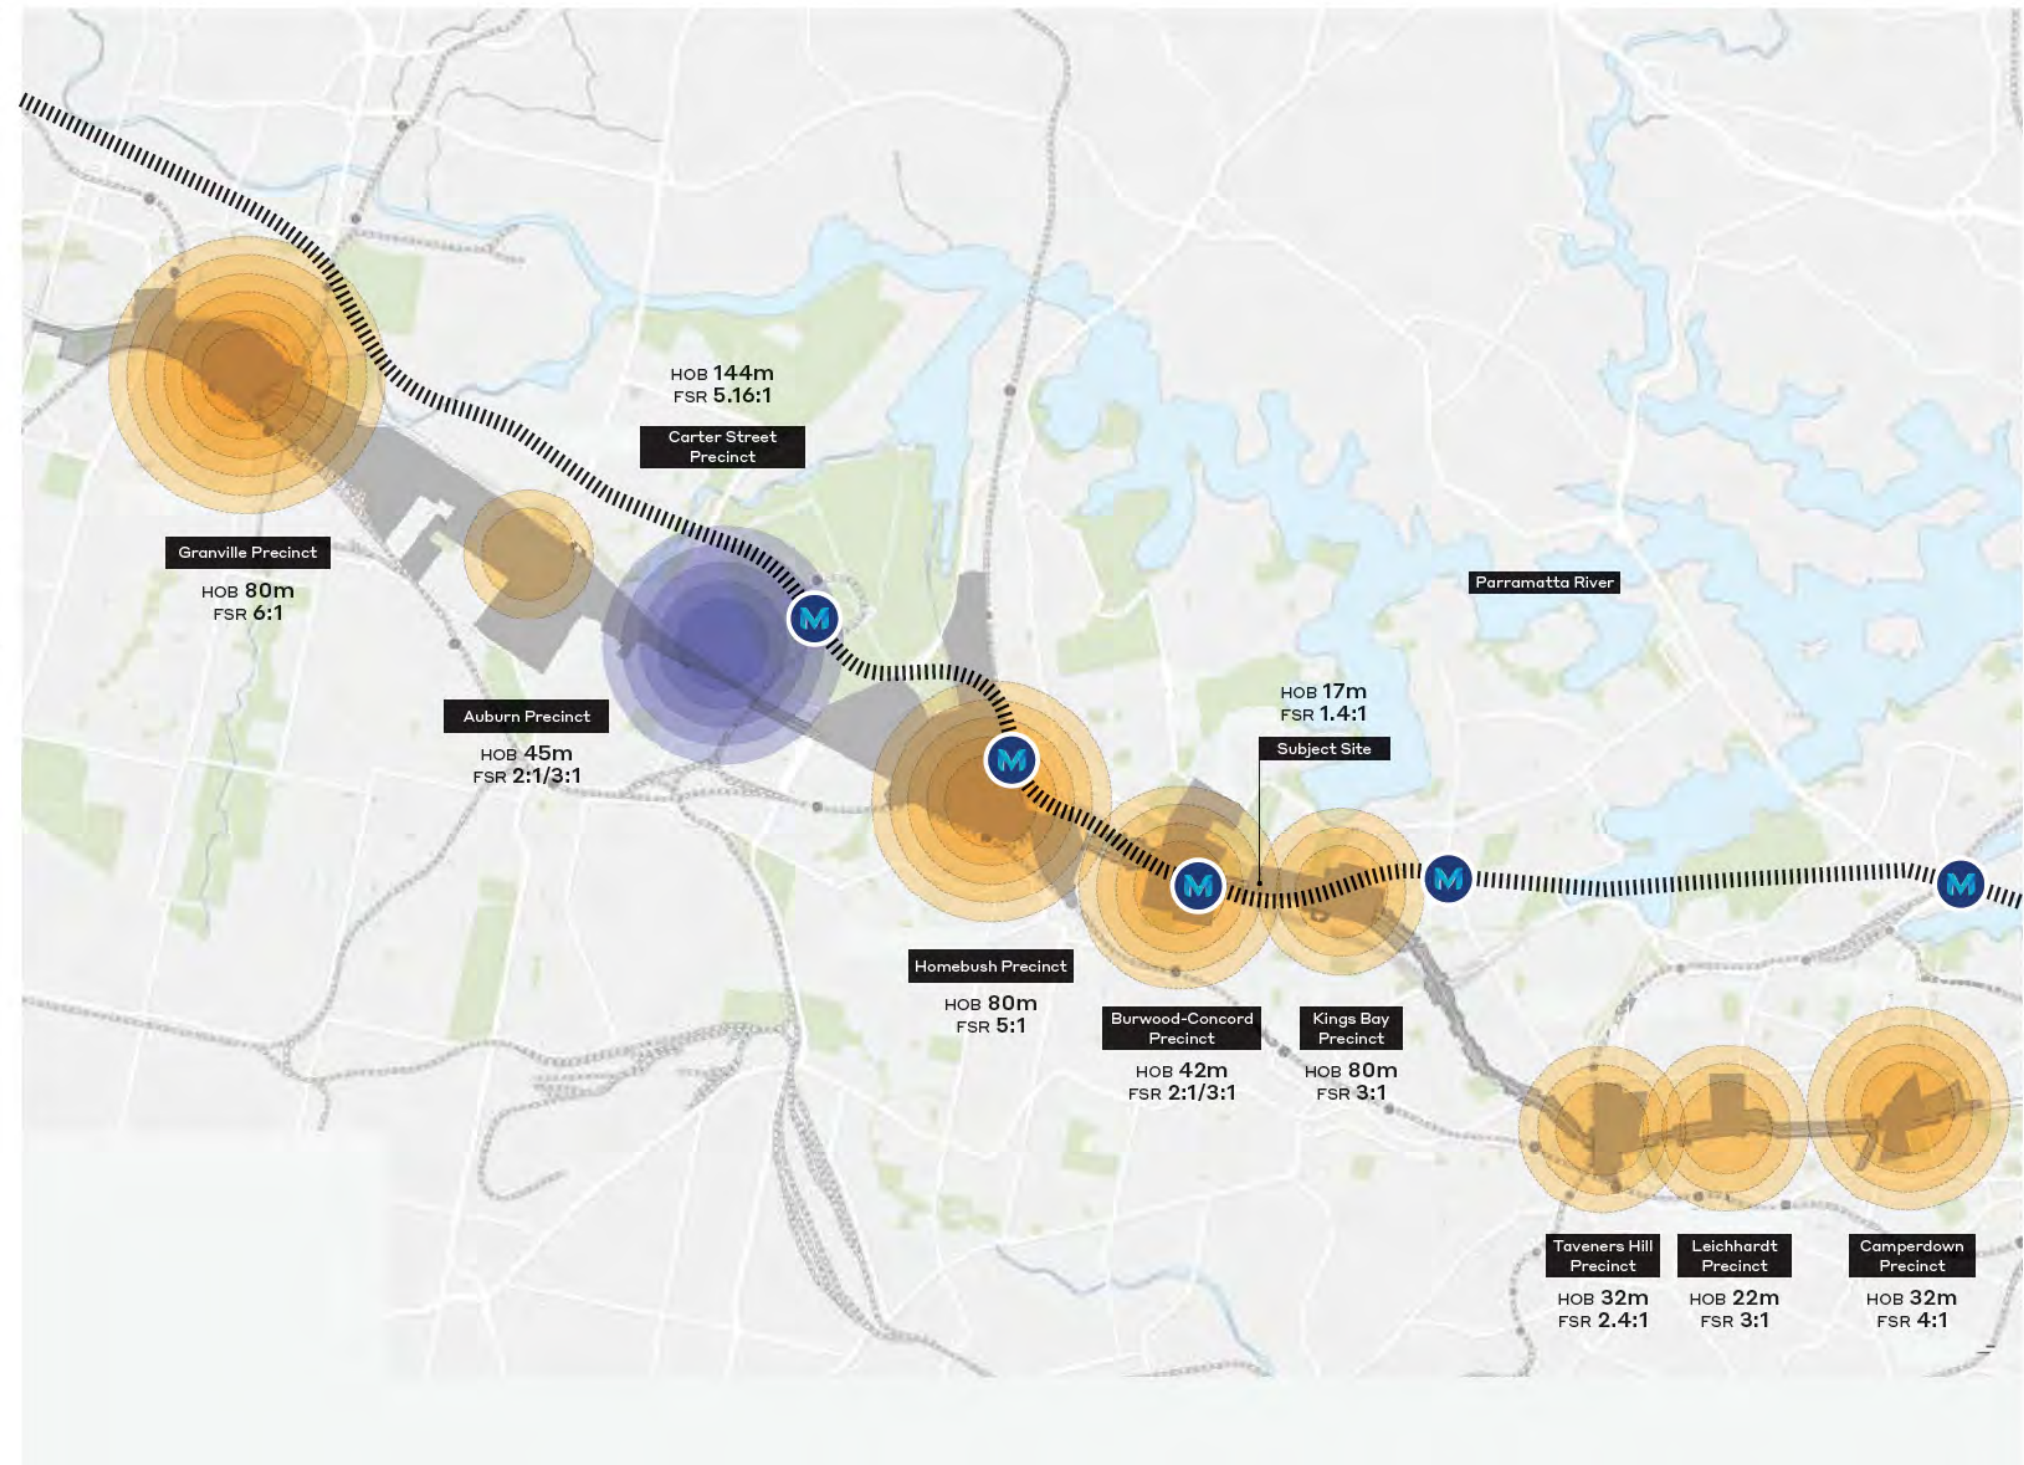 HOB 144m
FSR 5.16:1
Carter Street
Precinct
Granville Precinct
HOB 80m
FSR 6:1
Parramatta River
M
Auburn Precinct
HOB 45m
FSR 2:1/3:1
HOB 17m
FSR 1.4:1
Subject Site
M
M
M
M
Homebush Precinct
HOB 80m
FSR 5:1
Burwood-Concord
Precinct
HOB 42m
FSR 2:1/3:1
Kings Bay
Precinct
HOB 80m
FSR 3:1
Taveners Hill
Precinct
HOB 32m
FSR 2.4:1
Leichhardt
Precinct
HOB 22m
FSR 3:1
Camperdown
Precinct
HOB 32m
FSR 4:1